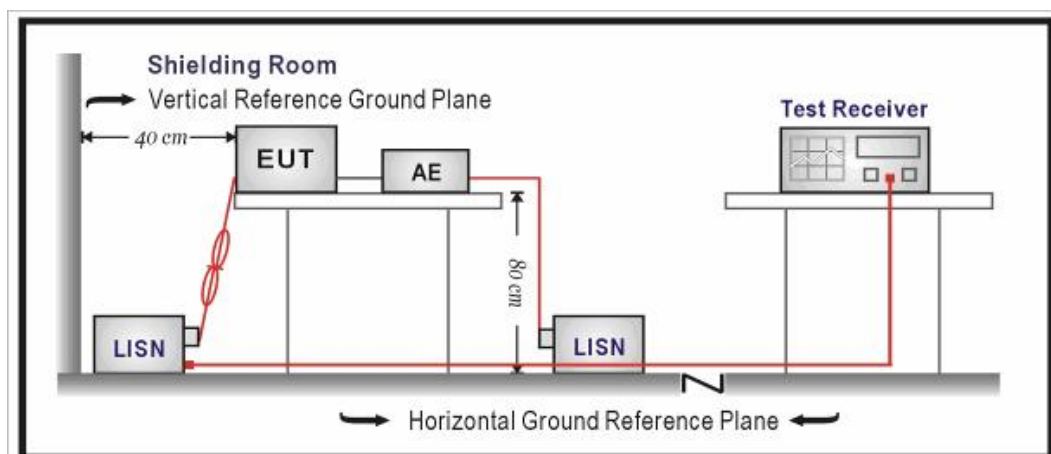 Shielding Room
Vertical Reference Ground Plane
40 cm
EUT
AE
Test Receiver
80 cm
LISN
LISN
Horizontal Ground Reference Plane